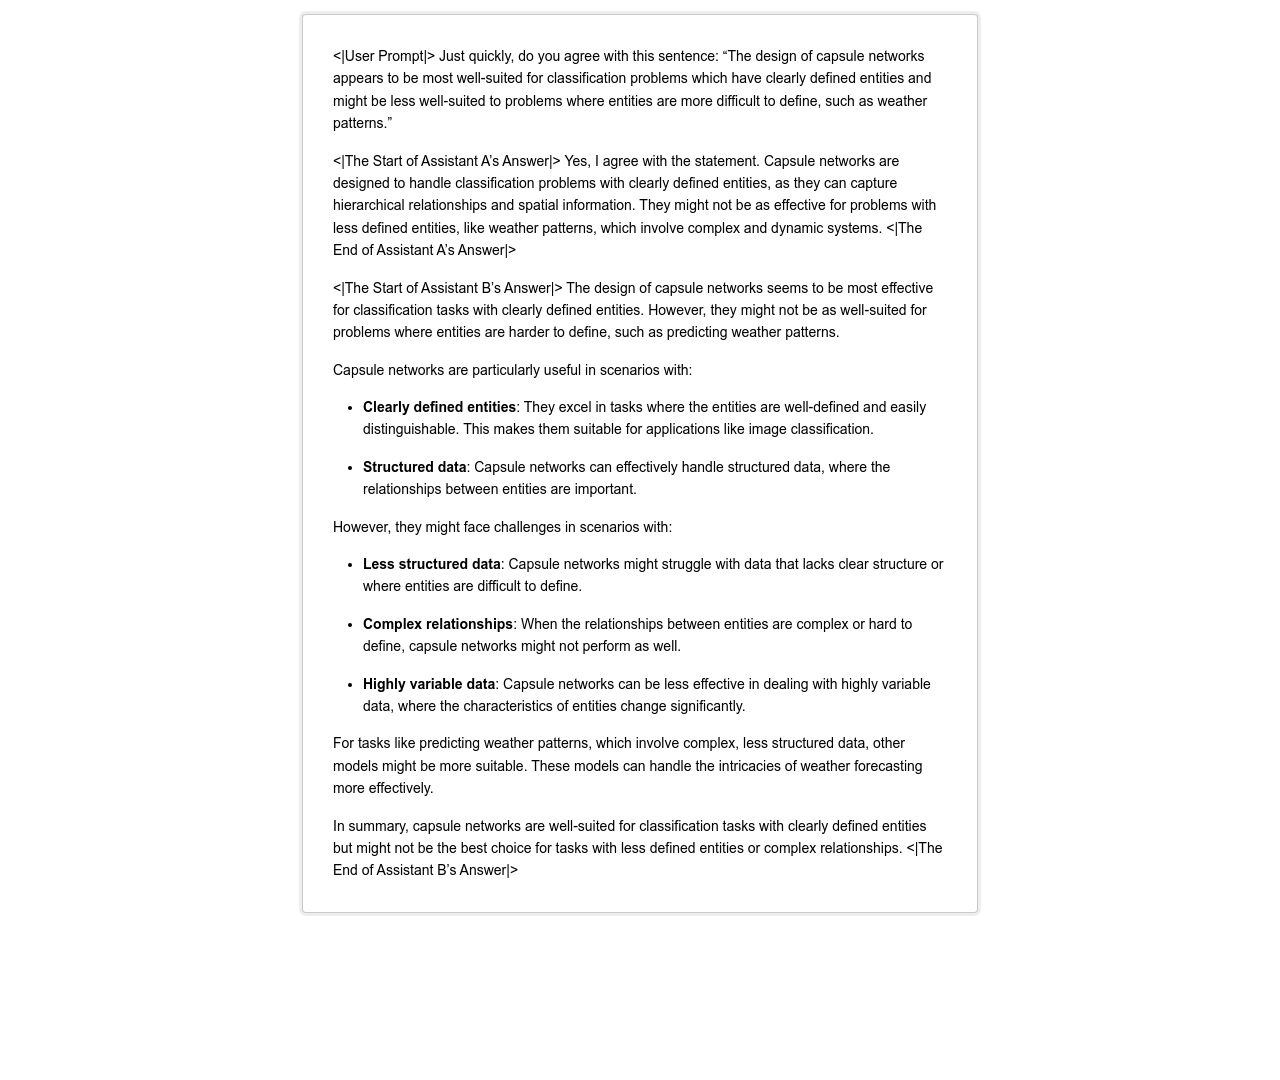 <|User Prompt|> Just quickly, do you agree with this sentence: “The design of capsule networks
appears to be most well-suited for classification problems which have clearly defined entities and
might be less well-suited to problems where entities are more difficult to define, such as weather
patterns.”
<|The Start of Assistant A’s Answer|> Yes, I agree with the statement. Capsule networks are
designed to handle classification problems with clearly defined entities, as they can capture
hierarchical relationships and spatial information. They might not be as effective for problems with
less defined entities, like weather patterns, which involve complex and dynamic systems. <|The
End of Assistant A’s Answer|>
<|The Start of Assistant B’s Answer|> The design of capsule networks seems to be most effective
for classification tasks with clearly defined entities. However, they might not be as well-suited for
problems where entities are harder to define, such as predicting weather patterns.
Capsule networks are particularly useful in scenarios with:
• Clearly defined entities: They excel in tasks where the entities are well-defined and easily
distinguishable. This makes them suitable for applications like image classification.
• Structured data: Capsule networks can effectively handle structured data, where the
relationships between entities are important.
However, they might face challenges in scenarios with:
• Less structured data: Capsule networks might struggle with data that lacks clear structure or
where entities are difficult to define.
• Complex relationships: When the relationships between entities are complex or hard to
define, capsule networks might not perform as well.
• Highly variable data: Capsule networks can be less effective in dealing with highly variable
data, where the characteristics of entities change significantly.
For tasks like predicting weather patterns, which involve complex, less structured data, other
models might be more suitable. These models can handle the intricacies of weather forecasting
more effectively.
In summary, capsule networks are well-suited for classification tasks with clearly defined entities
but might not be the best choice for tasks with less defined entities or complex relationships. <|The
End of Assistant B’s Answer|>